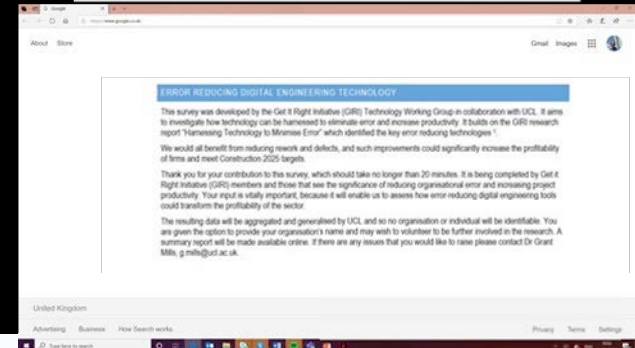 Google
www.google.co.uk
About Store
Gmail Images
ERROR REDUCING DIGITAL ENGINEERING TECHNOLOGY
This survey was developed by the Get It Right Initiative (GIRI) Technology Working Group in collaboration with UCL. It aims
to investigate how technology can be harnessed to eliminate error and increase productivity. It builds on the GIRI research
report "Harnessing Technology to Minimise Error" which identified the key error reducing technologies ¹.
We would all benefit from reducing rework and defects, and such improvements could significantly increase the profitability
of firms and meet Construction 2025 targets.
Thank you for your contribution to this survey, which should take no longer than 20 minutes. It is being completed by Get it
Right Initiative (GIRI) members and those that see the significance of reducing organisational error and increasing project
productivity. Your input is vitally important, because it will enable us to assess how error reducing digital engineering tools
could transform the profitability of the sector.
The resulting data will be aggregated and generalised by UCL and so no organisation or individual will be identifiable. You
are given the option to provide your organisation's name and may wish to volunteer to be further involved in the research. A
summary report will be made available online. If there are any issues that you would like to raise please contact Dr Grant
Mills, g.mills@ucl.ac.uk.
United Kingdom
Advertising Business How Search works
Privacy Terms Settings
Type here to search